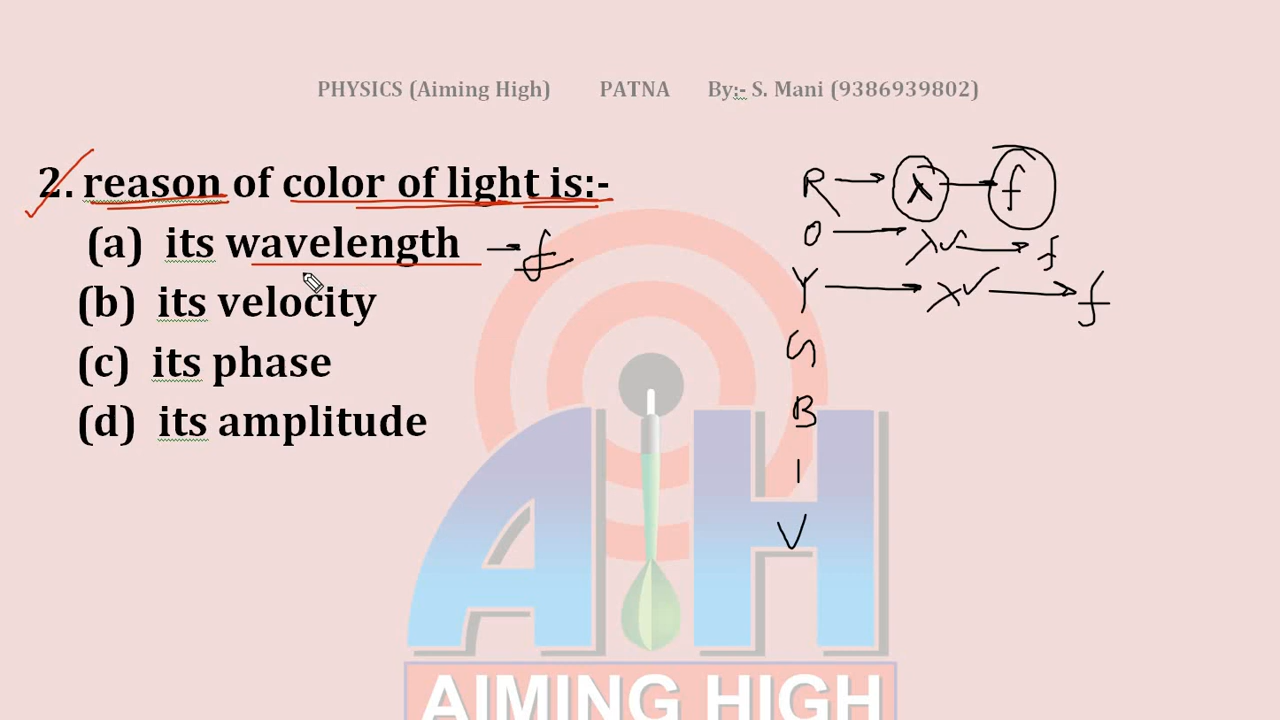 PHYSICS (Aiming High) PATNA By:- S. Mani (9386939802)
2. reason of color of light is:-
(a) its wavelength → f
(b) its velocity
(c) its phase
(d) its amplitude
R → λ → f
O → λ ✓ → f
Y → λ ✓ → f
G
B
I
V
AH
AIMING HIGH